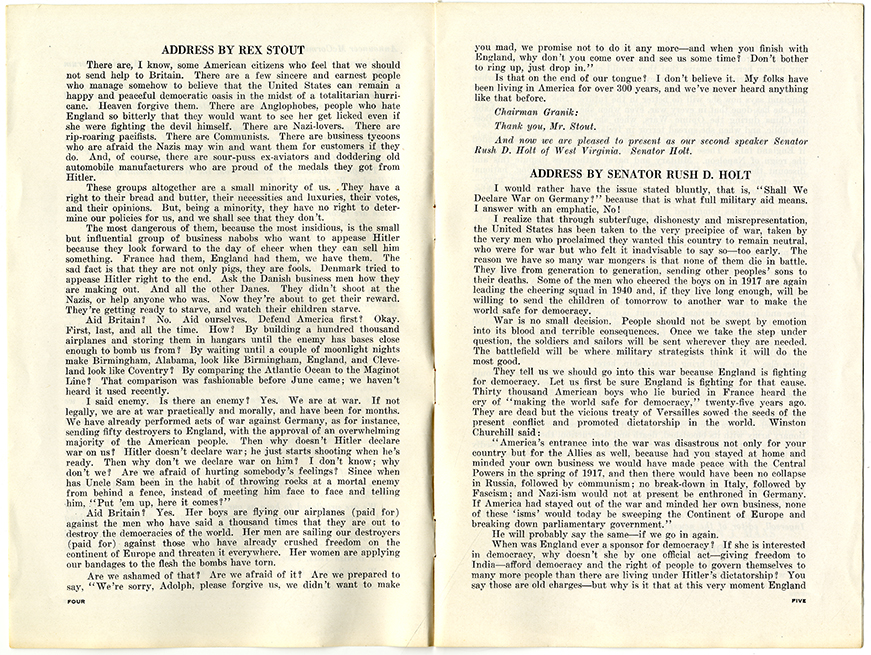 ADDRESS BY REX STOUT
There are, I know, some American citizens who feel that we should
not send help to Britain. There are a few sincere and earnest people
who manage somehow to believe that the United States can remain a
happy and peaceful democratic oasis in the midst of a totalitarian hurri-
cane. Heaven forgive them. There are Anglophobes, people who hate
England so bitterly that they would want to see her get licked even if
she were fighting the devil himself. There are Nazi-lovers. There are
rip-roaring pacifists. There are Communists. There are business tycoons
who are afraid the Nazis may win and want them for customers if they
do. And, of course, there are sour-puss ex-aviators and doddering old
automobile manufacturers who are proud of the medals they got from
Hitler.
These groups altogether are a small minority of us. They have a
right to their bread and butter, their necessities and luxuries, their votes,
and their opinions. But, being a minority, they have no right to deter-
mine our policies for us, and we shall see that they don't.
The most dangerous of them, because the most insidious, is the small
but influential group of business nabobs who want to appease Hitler
because they look forward to the day of cheer when they can sell him
something. France had them, England had them, we have them. The
sad fact is that they are not only pigs, they are fools. Denmark tried to
appease Hitler right to the end. Ask the Danish business men how they
are making out. And all the other Danes. They didn't shoot at the
Nazis, or help anyone who was. Now they're about to get their reward.
They're getting ready to starve, and watch their children starve.
Aid Britain? No. Aid ourselves. Defend America first? Okay.
First, last, and all the time. How? By building a hundred thousand
airplanes and storing them in hangars until the enemy has bases close
enough to bomb us from? By waiting until a couple of moonlight nights
make Birmingham, Alabama, look like Birmingham, England, and Cleve-
land look like Coventry? By comparing the Atlantic Ocean to the Maginot
Line? That comparison was fashionable before June came; we haven't
heard it used recently.
I said enemy. Is there an enemy? Yes. We are at war. If not
legally, we are at war practically and morally, and have been for months.
We have already performed acts of war against Germany, as for instance,
sending fifty destroyers to England, with the approval of an overwhelming
majority of the American people. Then why doesn't Hitler declare
war on us? Hitler doesn't declare war; he just starts shooting when he's
ready. Then why don't we declare war on him? I don't know; why
don't we? Are we afraid of hurting somebody's feelings? Since when
has Uncle Sam been in the habit of throwing rocks at a mortal enemy
from behind a fence, instead of meeting him face to face and telling
him, "Put 'em up, here it comes?"
Aid Britain? Yes. Her boys are flying our airplanes (paid for)
against the men who have said a thousand times that they are out to
destroy the democracies of the world. Her men are sailing our destroyers
(paid for) against those who have already crushed freedom on the
continent of Europe and threaten it everywhere. Her women are applying
our bandages to the flesh the bombs have torn.
Are we ashamed of that? Are we afraid of it? Are we prepared to
say, "We're sorry, Adolph, please forgive us, we didn't want to make
FOUR
you mad, we promise not to do it any more—and when you finish with
England, why don't you come over and see us some time? Don't bother
to ring up, just drop in."
Is that on the end of our tongue? I don't believe it. My folks have
been living in America for over 300 years, and we've never heard anything
like that before.
Chairman Granik:
Thank you, Mr. Stout.
And now we are pleased to present as our second speaker Senator
Rush D. Holt of West Virginia. Senator Holt.
ADDRESS BY SENATOR RUSH D. HOLT
I would rather have the issue stated bluntly, that is, "Shall We
Declare War on Germany?" because that is what full military aid means.
I answer with an emphatic, No!
I realize that through subterfuge, dishonesty and misrepresentation,
the United States has been taken to the very precipice of war, taken by
the very men who proclaimed they wanted this country to remain neutral,
who were for war but who felt it inadvisable to say so—too early. The
reason we have so many war mongers is that none of them die in battle.
They live from generation to generation, sending other peoples' sons to
their deaths. Some of the men who cheered the boys on in 1917 are again
leading the cheering squad in 1940 and, if they live long enough, will be
willing to send the children of tomorrow to another war to make the
world safe for democracy.
War is no small decision. People should not be swept by emotion
into its blood and terrible consequences. Once we take the step under
question, the soldiers and sailors will be sent wherever they are needed.
The battlefield will be where military strategists think it will do the
most good.
They tell us we should go into this war because England is fighting
for democracy. Let us first be sure England is fighting for that cause.
Thirty thousand American boys who lie buried in France heard the
cry of "making the world safe for democracy," twenty-five years ago.
They are dead but the vicious treaty of Versailles sowed the seeds of the
present conflict and promoted dictatorship in the world. Winston
Churchill said:
"America's entrance into the war was disastrous not only for your
country but for the Allies as well, because had you stayed at home and
minded your own business we would have made peace with the Central
Powers in the spring of 1917, and then there would have been no collapse
in Russia, followed by communism; no break-down in Italy, followed by
Fascism; and Nazi-ism would not at present be enthroned in Germany.
If America had stayed out of the war and minded her own business, none
of these 'isms' would today be sweeping the Continent of Europe and
breaking down parliamentary government."
He will probably say the same—if we go in again.
When was England ever a sponsor for democracy? If she is interested
in democracy, why doesn't she by one official act—giving freedom to
India—afford democracy and the right of people to govern themselves to
many more people than there are living under Hitler's dictatorship? You
say those are old charges—but why is it that at this very moment England
FIVE